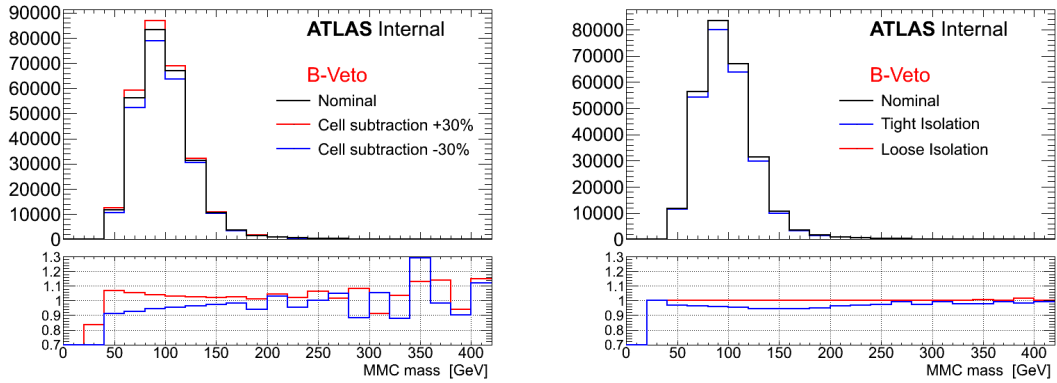 90000
80000
70000
60000
50000
40000
30000
20000
10000
0
ATLAS Internal
B-Veto
Nominal
Cell subtraction +30%
Cell subtraction -30%
1.3
1.2
1.1
1
0.9
0.8
0.7
0 50 100 150 200 250 300 350 400
MMC mass [GeV]
80000
70000
60000
50000
40000
30000
20000
10000
0
ATLAS Internal
B-Veto
Nominal
Tight Isolation
Loose Isolation
1.3
1.2
1.1
1
0.9
0.8
0.7
0 50 100 150 200 250 300 350 400
MMC mass [GeV]